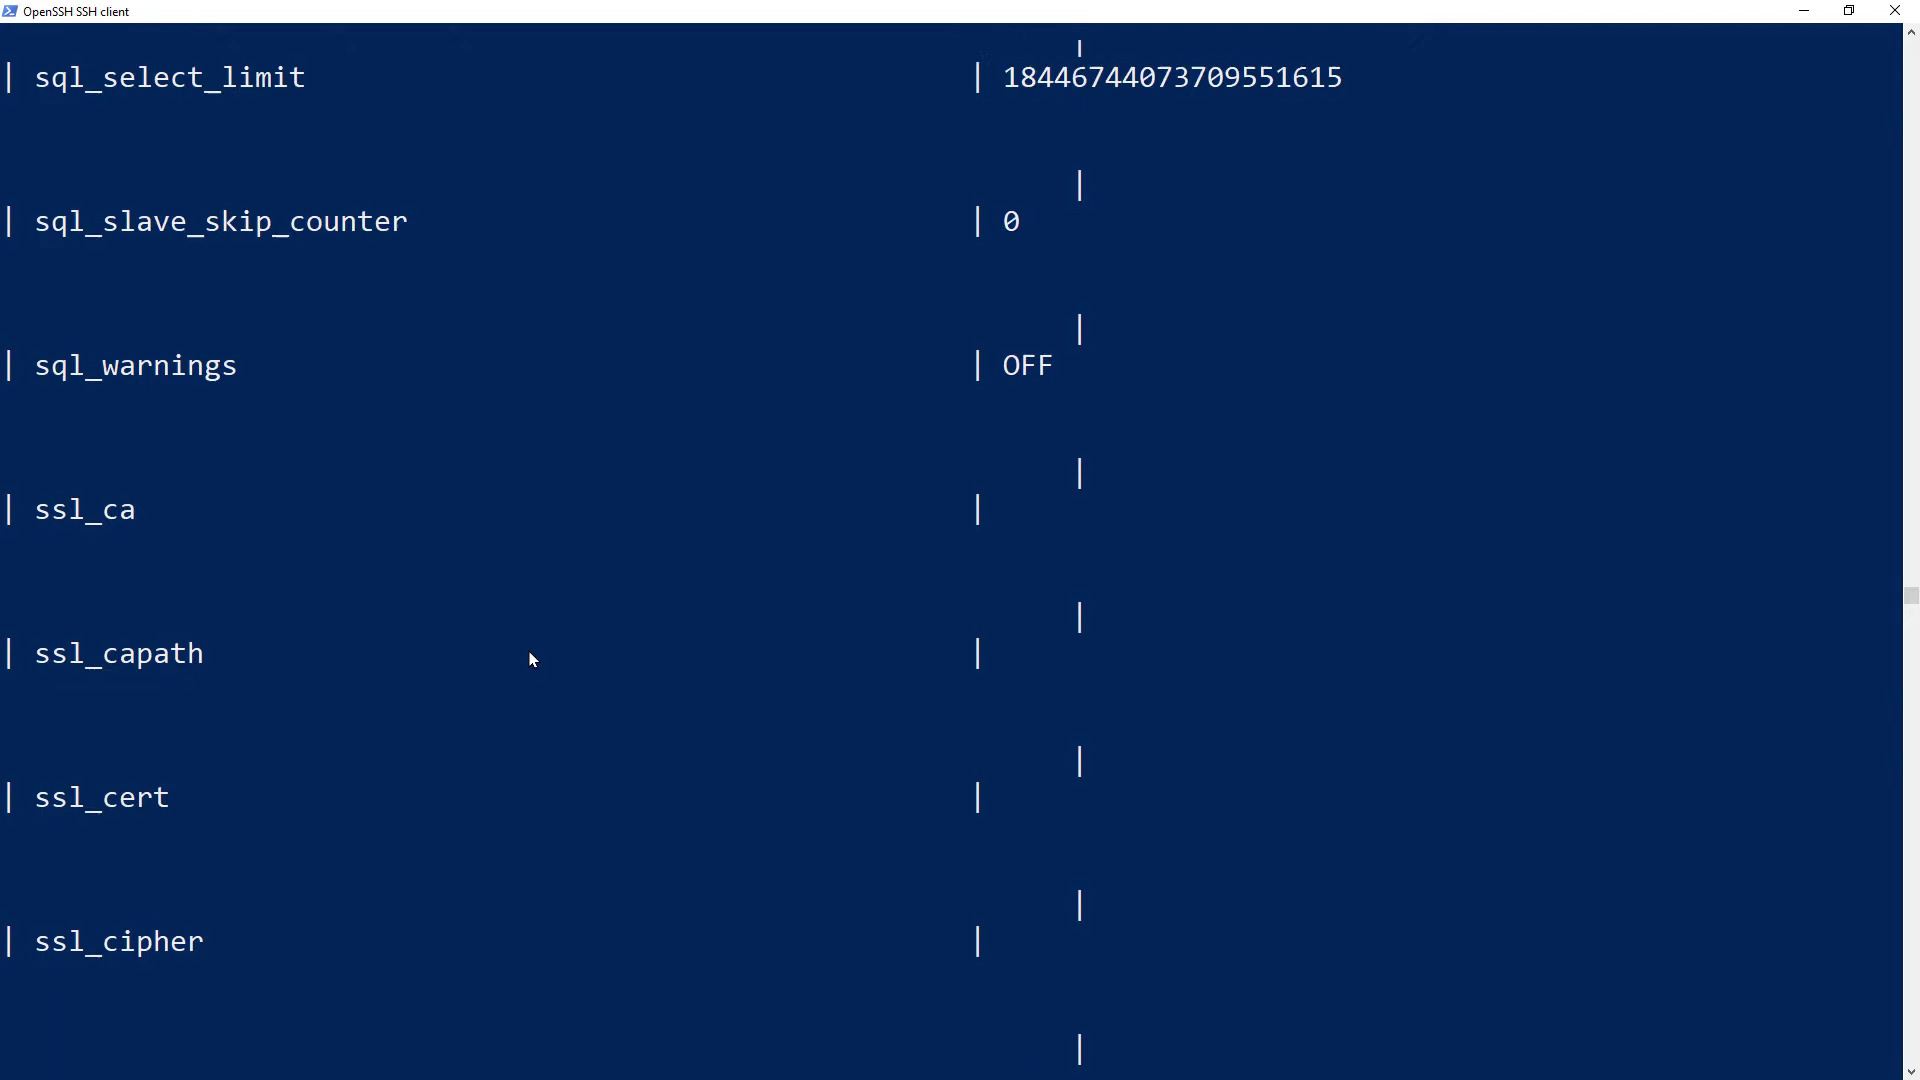 OpenSSH SSH client
|
| sql_select_limit | 18446744073709551615
|
| sql_slave_skip_counter | 0
|
| sql_warnings | OFF
|
| ssl_ca |
|
| ssl_capath |
|
| ssl_cert |
|
| ssl_cipher |
|